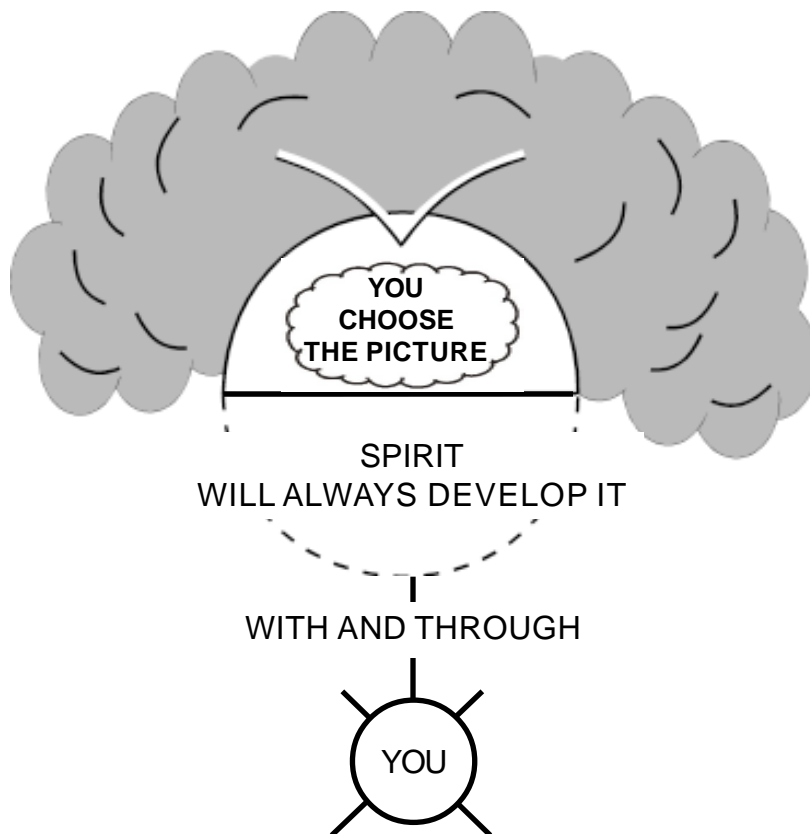 YOU
CHOOSE
THE PICTURE
SPIRIT
WILL ALWAYS DEVELOP IT
WITH AND THROUGH
YOU